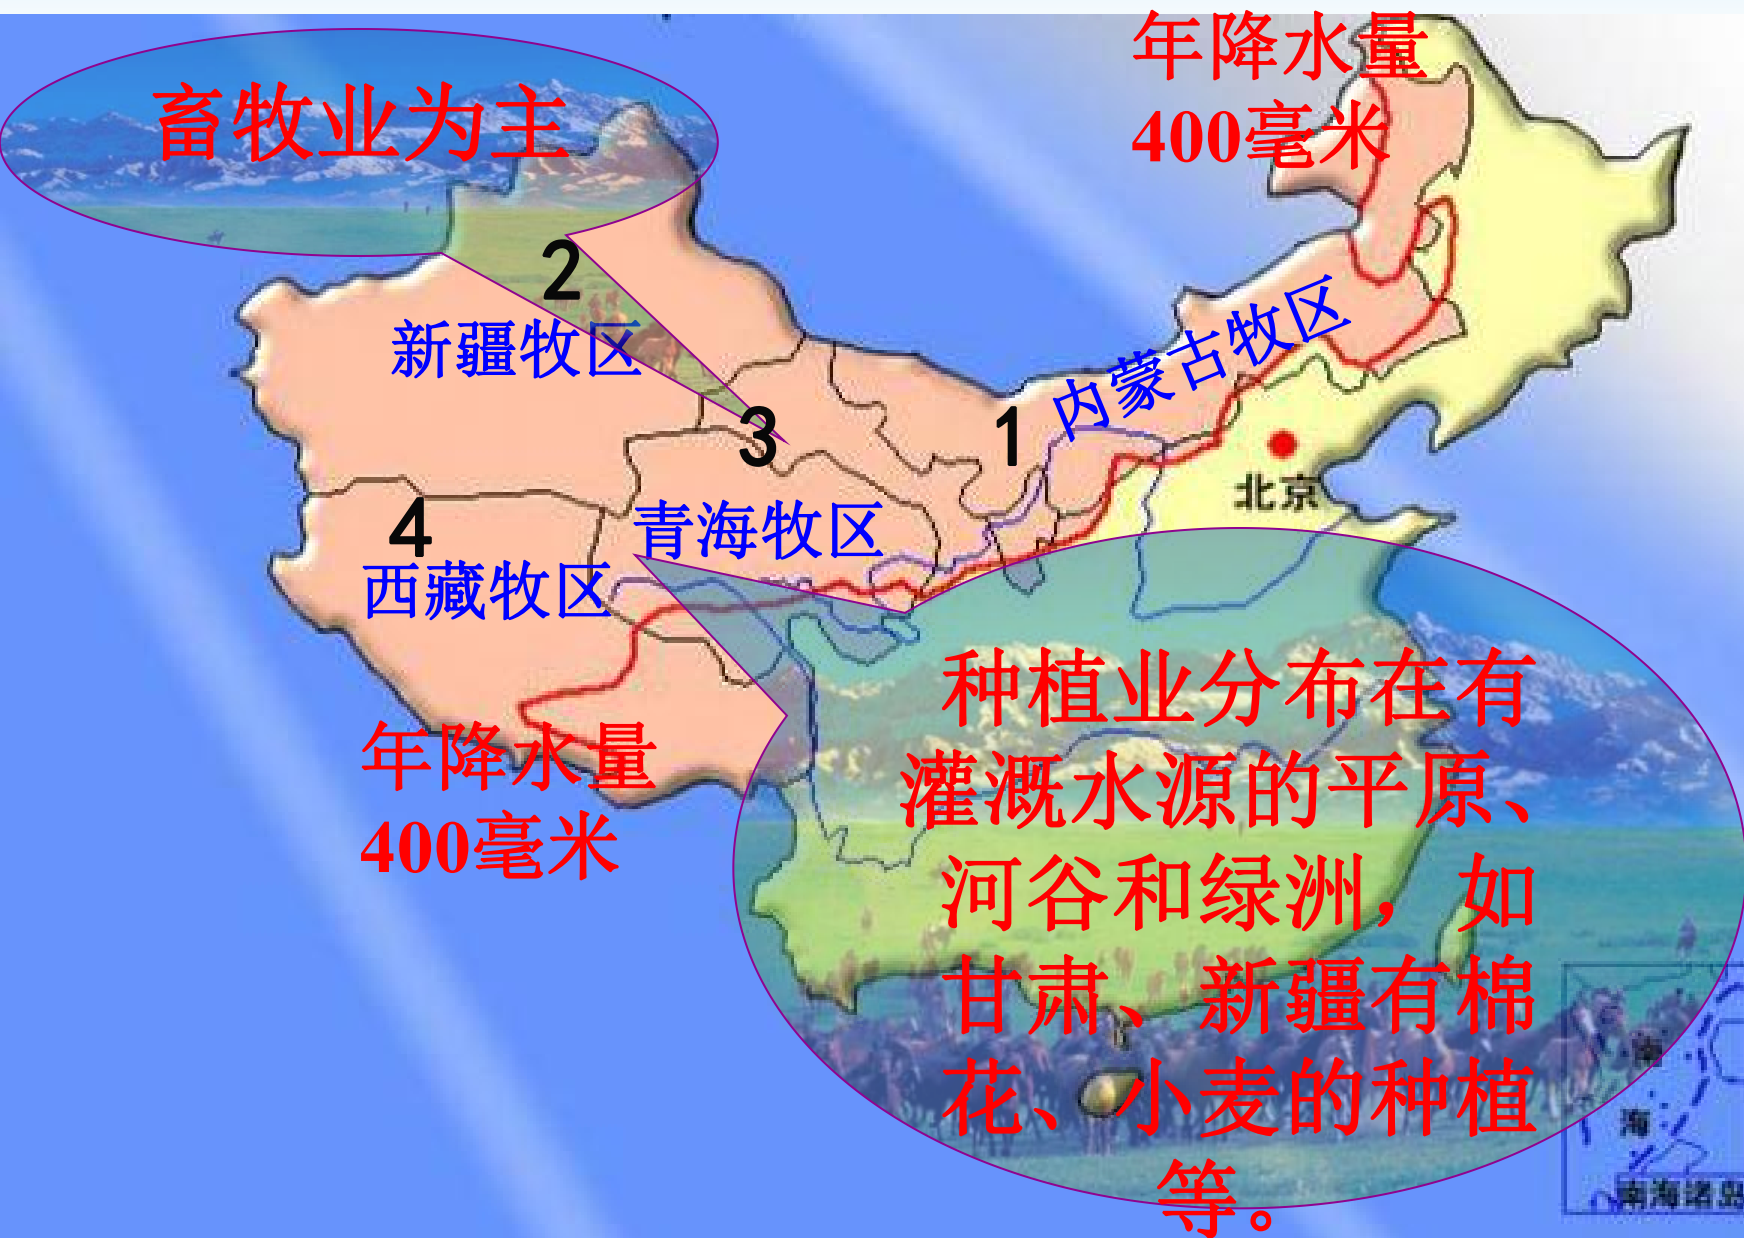 年降水量
400毫米
畜牧业为主
2
新疆牧区
内蒙古牧区
3
1
北京
4
青海牧区
西藏牧区
年降水量
400毫米
种植业分布在有
灌溉水源的平原、
河谷和绿洲，如
甘肃、新疆有棉
花、小麦的种植
等。
南
海
南海诸岛